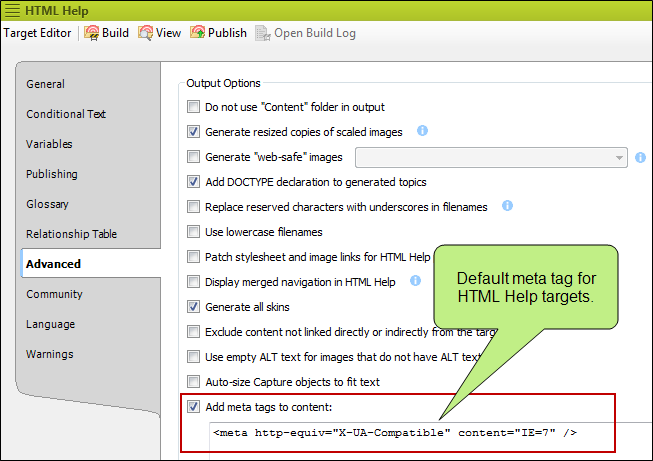 HTML Help
Target Editor Build View Publish Open Build Log
General
Conditional Text
Variables
Publishing
Glossary
Relationship Table
Advanced
Community
Language
Warnings
Output Options
Do not use "Content" folder in output
Generate resized copies of scaled images
Generate "web-safe" images
Add DOCTYPE declaration to generated topics
Replace reserved characters with underscores in filenames
Use lowercase filenames
Patch stylesheet and image links for HTML Help
Display merged navigation in HTML Help
Generate all skins
Exclude content not linked directly or indirectly from the
Use empty ALT text for images that do not have ALT text
Auto-size Capture objects to fit text
Add meta tags to content:
<meta http-equiv="X-UA-Compatible" content="IE=7" />
Default meta tag for
HTML Help targets.